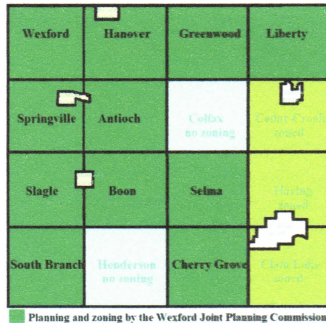 Wexford Hanover Greenwood Liberty
Springville Antioch Colfax Cedar Creek
no zoning zoned
Slagle Boon Selma Haring
zoned
South Branch Henderson Cherry Grove Clam Lake
no zoning zoned
Planning and zoning by the Wexford Joint Planning Commission